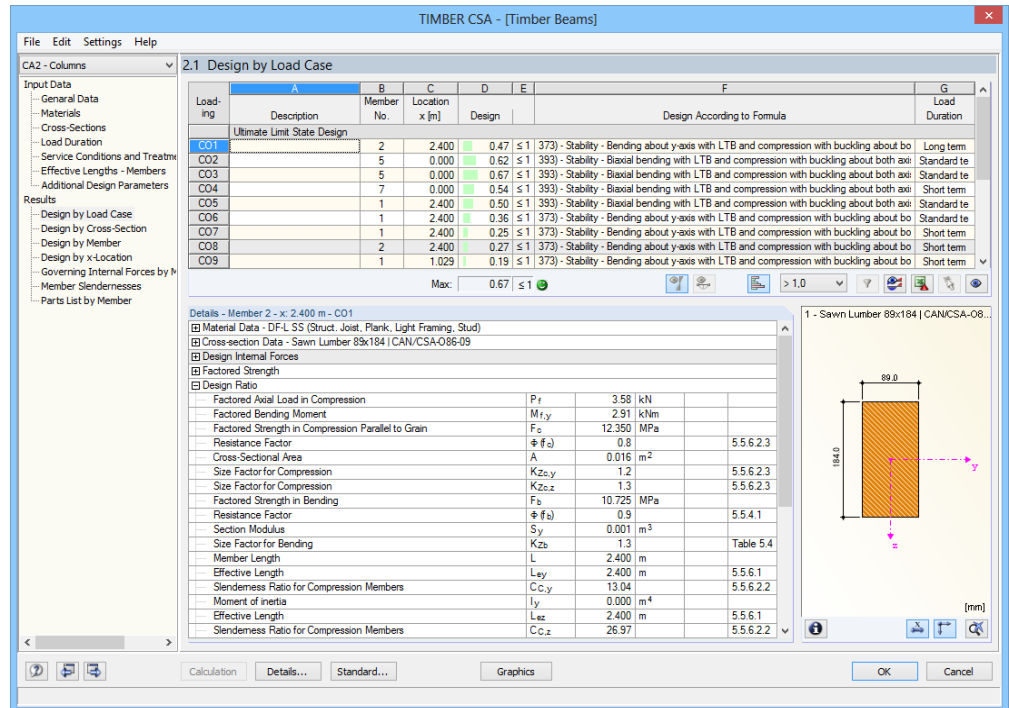 TIMBER CSA - [Timber Beams]
File Edit Settings Help
CA2 - Columns
2.1 Design by Load Case
Input Data
Genaral Data
Materials
Cross-Sections
Load Duration
Service Conditions and Treatme
Effective Lengths - Members
Additional Design Parameters
Results
Design by Load Case
Design by Cross-Section
Design by Member
Design by x-Location
Governing Internal Forces by M
Member Slendernesses
Parts List by Member
A B C D E F G
Load- Member Location Load
ing Description No. x [m] Design Design According to Formula Duration
Ultimate Limit State Design
CO1 2 2.400 0.47 ≤ 1 373) - Stability - Bending about y-axis with LTB and compression with buckling about bo Long term
CO2 5 0.000 0.62 ≤ 1 393) - Stability - Biaxial bending with LTB and compression with buckling about both axi: Standard te
CO3 5 0.000 0.67 ≤ 1 393) - Stability - Biaxial bending with LTB and compression with buckling about both axi: Standard te
CO4 7 0.000 0.54 ≤ 1 393) - Stability - Biaxial bending with LTB and compression with buckling about both axi: Short term
CO5 1 2.400 0.50 ≤ 1 393) - Stability - Biaxial bending with LTB and compression with buckling about both axi: Standard te
CO6 1 2.400 0.36 ≤ 1 373) - Stability - Bending about y-axis with LTB and compression with buckling about bo Standard te
CO7 1 2.400 0.25 ≤ 1 373) - Stability - Bending about y-axis with LTB and compression with buckling about bo Short term
CO8 2 2.400 0.27 ≤ 1 373) - Stability - Bending about y-axis with LTB and compression with buckling about bo Short term
CO9 1 1.029 0.19 ≤ 1 373) - Stability - Bending about y-axis with LTB and compression with buckling about bo Short term
Max: 0.67 ≤ 1 > 1,0
Details - Member 2 - x: 2.400 m - CO1
Material Data - DF-L SS (Struct. Joist, Plank, Light Framing, Stud)
Cross-section Data - Sawn Lumber 89x184 | CAN/CSA-O86-09
Design Internal Forces
Factored Strength
Design Ratio
Factored Axial Load in Compression Pf 3.58 kN
Factored Bending Moment Mf,y 2.91 kNm
Factored Strength in Compression Parallel to Grain Fc 12.350 MPa
Resistance Factor Φ (fc) 0.8 5.5.6.2.3
Cross-Sectional Area A 0.016 m2
Size Factor for Compression KZc,y 1.2 5.5.6.2.3
Size Factor for Compression KZc,z 1.3 5.5.6.2.3
Factored Strength in Bending Fb 10.725 MPa
Resistance Factor Φ (fb) 0.9 5.5.4.1
Section Modulus Sy 0.001 m3
Size Factor for Bending KZb 1.3 Table 5.4
Member Length L 2.400 m
Effective Length Ley 2.400 m 5.5.6.1
Slenderness Ratio for Compression Members CC,y 13.04 5.5.6.2.2
Moment of inertia Iy 0.000 m4
Effective Length Lez 2.400 m 5.5.6.1
Slenderness Ratio for Compression Members CC,z 26.97 5.5.6.2.2
1 - Sawn Lumber 89x184 | CAN/CSA-O8...
89.0
184.0
y
z
[mm]
Calculation Details... Standard... Graphics OK Cancel